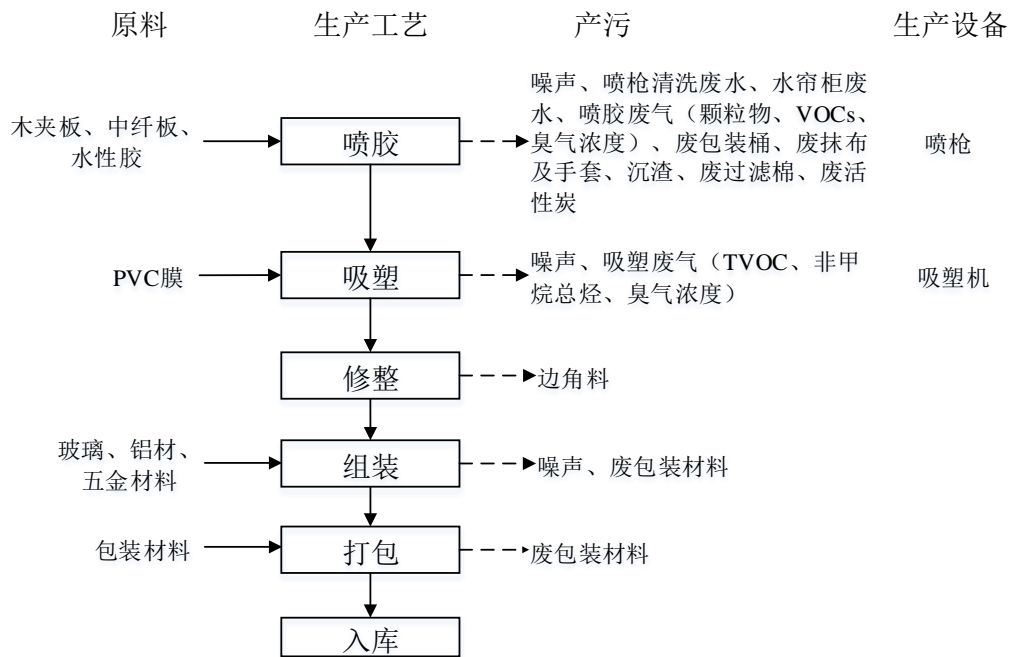 原料 生产工艺 产污 生产设备
木夹板、中纤板、
水性胶
喷胶
噪声、喷枪清洗废水、水帘柜废
水、喷胶废气（颗粒物、VOCs、
臭气浓度）、废包装桶、废抹布
及手套、沉渣、废过滤棉、废活
性炭
喷枪
PVC膜
吸塑
噪声、吸塑废气（TVOC、非甲
烷总烃、臭气浓度）
吸塑机
修整
边角料
玻璃、铝材、
五金材料
组装
噪声、废包装材料
包装材料
打包
废包装材料
入库